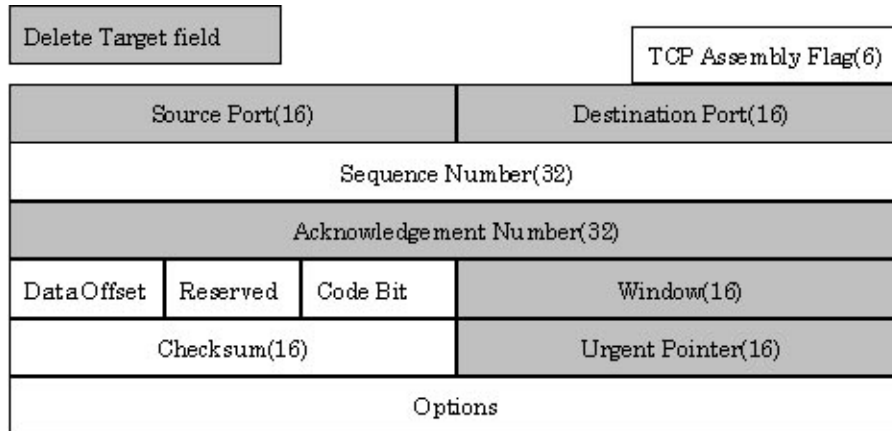 Delete Target field
TCP Assembly Flag(6)
Source Port(16)
Destination Port(16)
Sequence Number(32)
Acknowledgement Number(32)
DataOffset
Reserved
Code Bit
Window(16)
Checksum(16)
Urgent Pointer(16)
Options